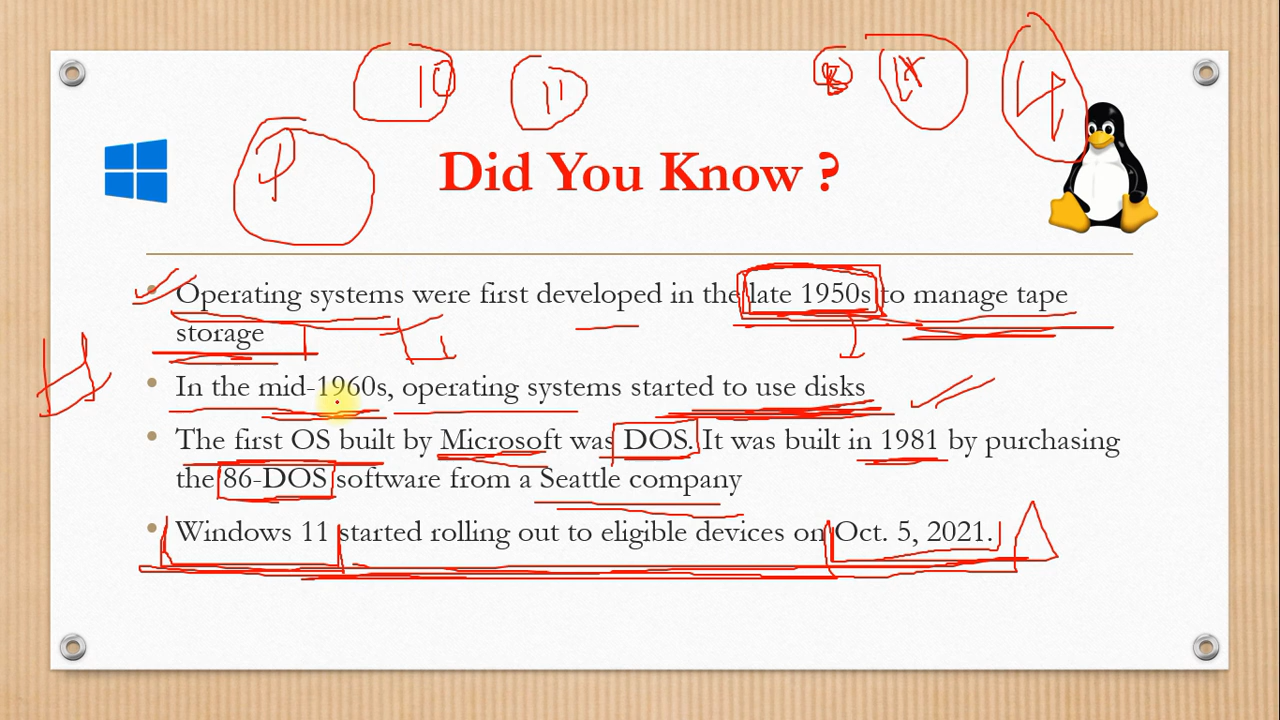 10 11
4
Did You Know ?
Operating systems were first developed in the late 1950s to manage tape
storage
In the mid-1960s, operating systems started to use disks
The first OS built by Microsoft was DOS. It was built in 1981 by purchasing
the 86-DOS software from a Seattle company
Windows 11 started rolling out to eligible devices on Oct. 5, 2021.